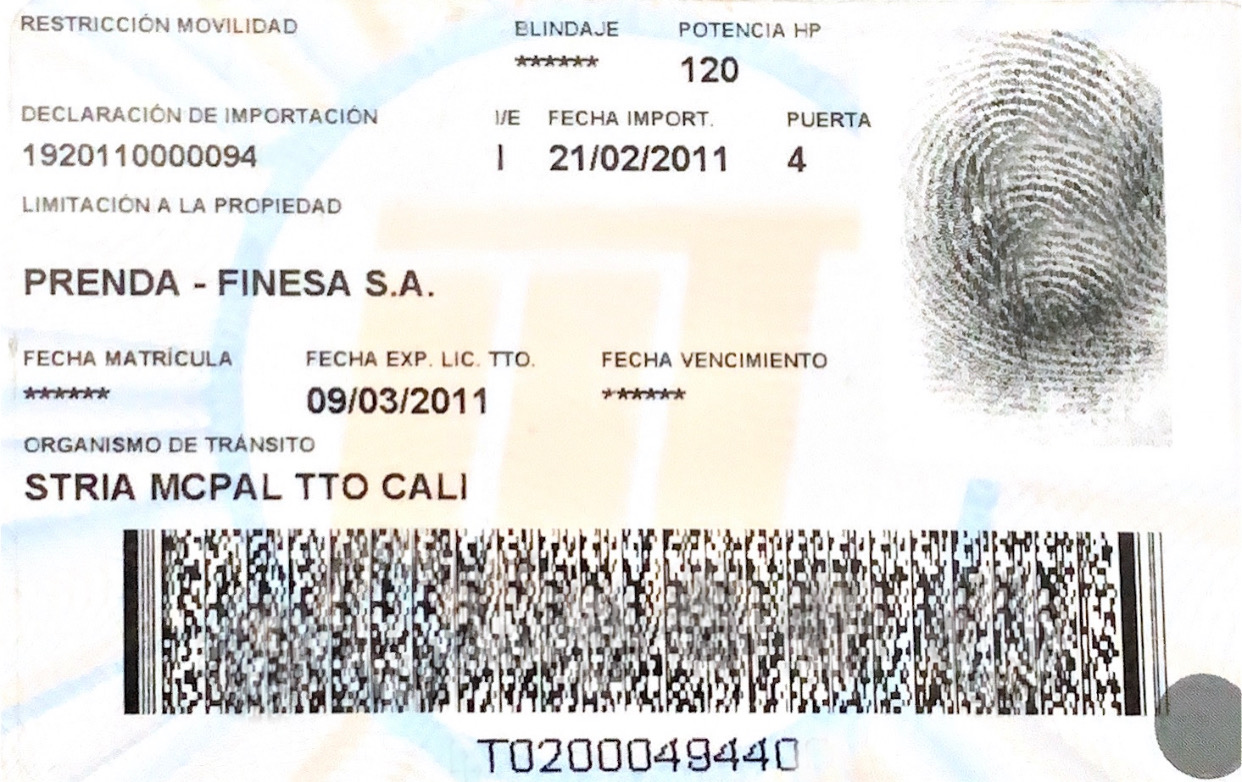 RESTRICCIÓN MOVILIDAD BLINDAJE POTENCIA HP
****** 120
DECLARACIÓN DE IMPORTACIÓN I/E FECHA IMPORT. PUERTA
1920110000094 I 21/02/2011 4
LIMITACIÓN A LA PROPIEDAD
PRENDA - FINESA S.A.
FECHA MATRÍCULA FECHA EXP. LIC. TTO. FECHA VENCIMIENTO
****** 09/03/2011 ******
ORGANISMO DE TRÁNSITO
STRIA MCPAL TTO CALI
T0200049440